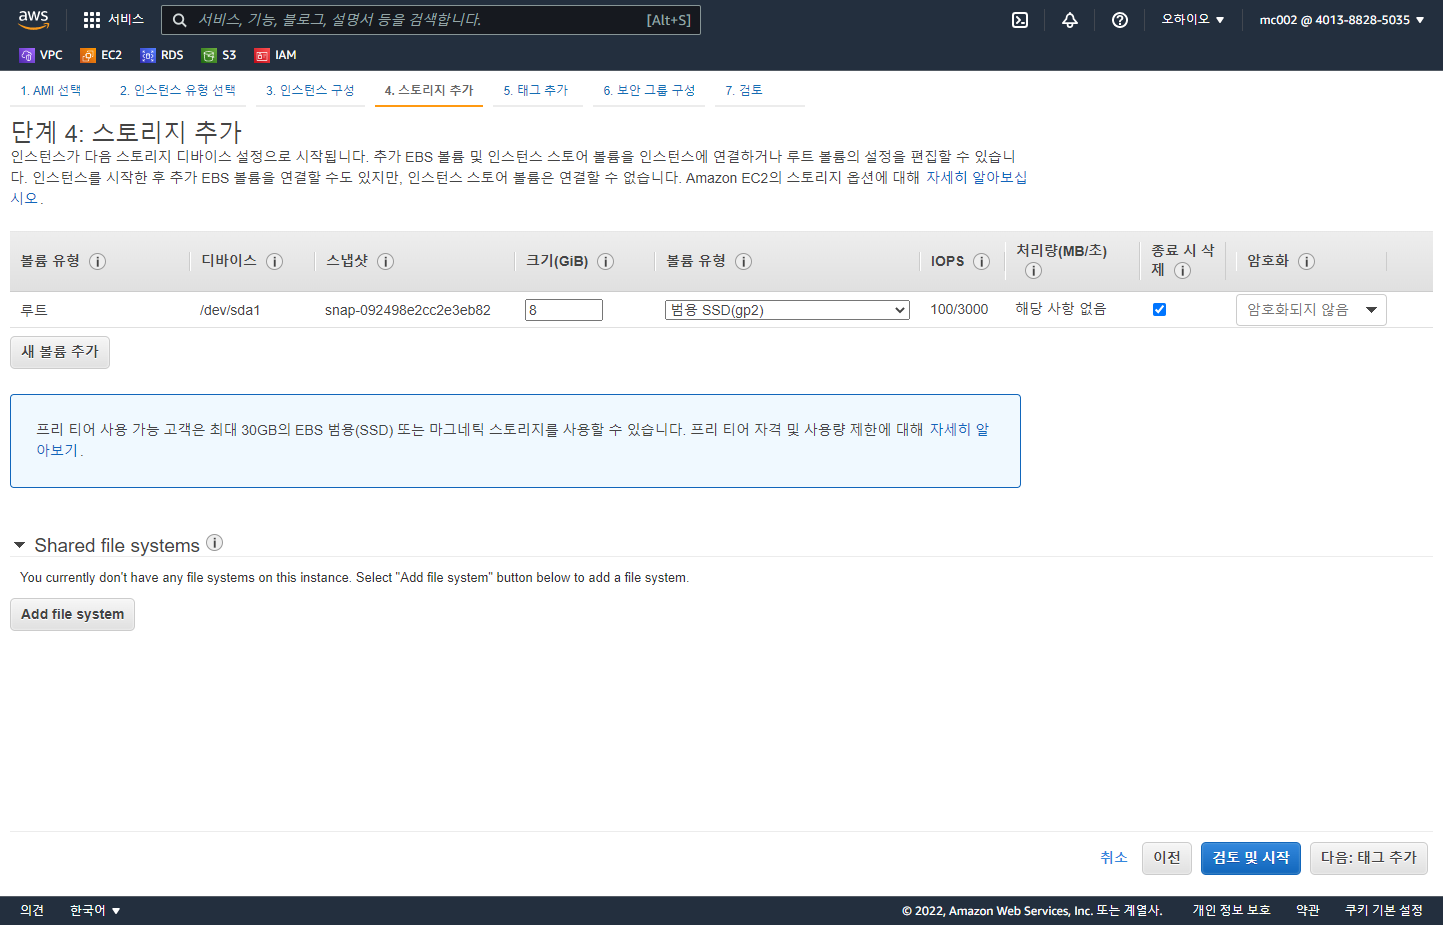 aws
서비스
서비스, 기능, 블로그, 설명서 등을 검색합니다.
[Alt+S]
오하이오 ▼
mc002 @ 4013-8828-5035 ▼
VPC
EC2
RDS
S3
IAM
1. AMI 선택
2. 인스턴스 유형 선택
3. 인스턴스 구성
4. 스토리지 추가
5. 태그 추가
6. 보안 그룹 구성
7. 검토
단계 4: 스토리지 추가
인스턴스가 다음 스토리지 디바이스 설정으로 시작됩니다. 추가 EBS 볼륨 및 인스턴스 스토어 볼륨을 인스턴스에 연결하거나 루트 볼륨의 설정을 편집할 수 있습니
다. 인스턴스를 시작한 후 추가 EBS 볼륨을 연결할 수도 있지만, 인스턴스 스토어 볼륨은 연결할 수 없습니다. Amazon EC2의 스토리지 옵션에 대해 자세히 알아보십
시오.
볼륨 유형
디바이스
스냅샷
크기(GiB)
볼륨 유형
IOPS
처리량(MB/초)
종료 시 삭
제
암호화
루트
/dev/sda1
snap-092498e2cc2e3eb82
8
범용 SSD(gp2)
100/3000
해당 사항 없음
암호화되지 않음
새 볼륨 추가
프리 티어 사용 가능 고객은 최대 30GB의 EBS 범용(SSD) 또는 마그네틱 스토리지를 사용할 수 있습니다. 프리 티어 자격 및 사용량 제한에 대해 자세히 알
아보기.
Shared file systems
You currently don't have any file systems on this instance. Select "Add file system" button below to add a file system.
Add file system
취소
이전
검토 및 시작
다음: 태그 추가
의견
한국어 ▼
© 2022, Amazon Web Services, Inc. 또는 계열사.
개인 정보 보호
약관
쿠키 기본 설정